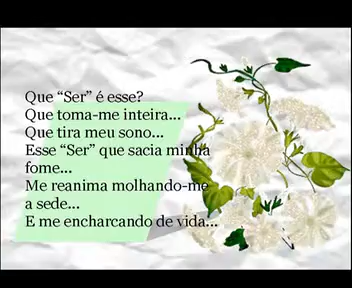 Que “Ser” é esse?
Que toma-me inteira...
Que tira meu sono...
Esse “Ser” que sacia minha
fome...
Me reanima molhando-me
a sede...
E me encharcando de vida...